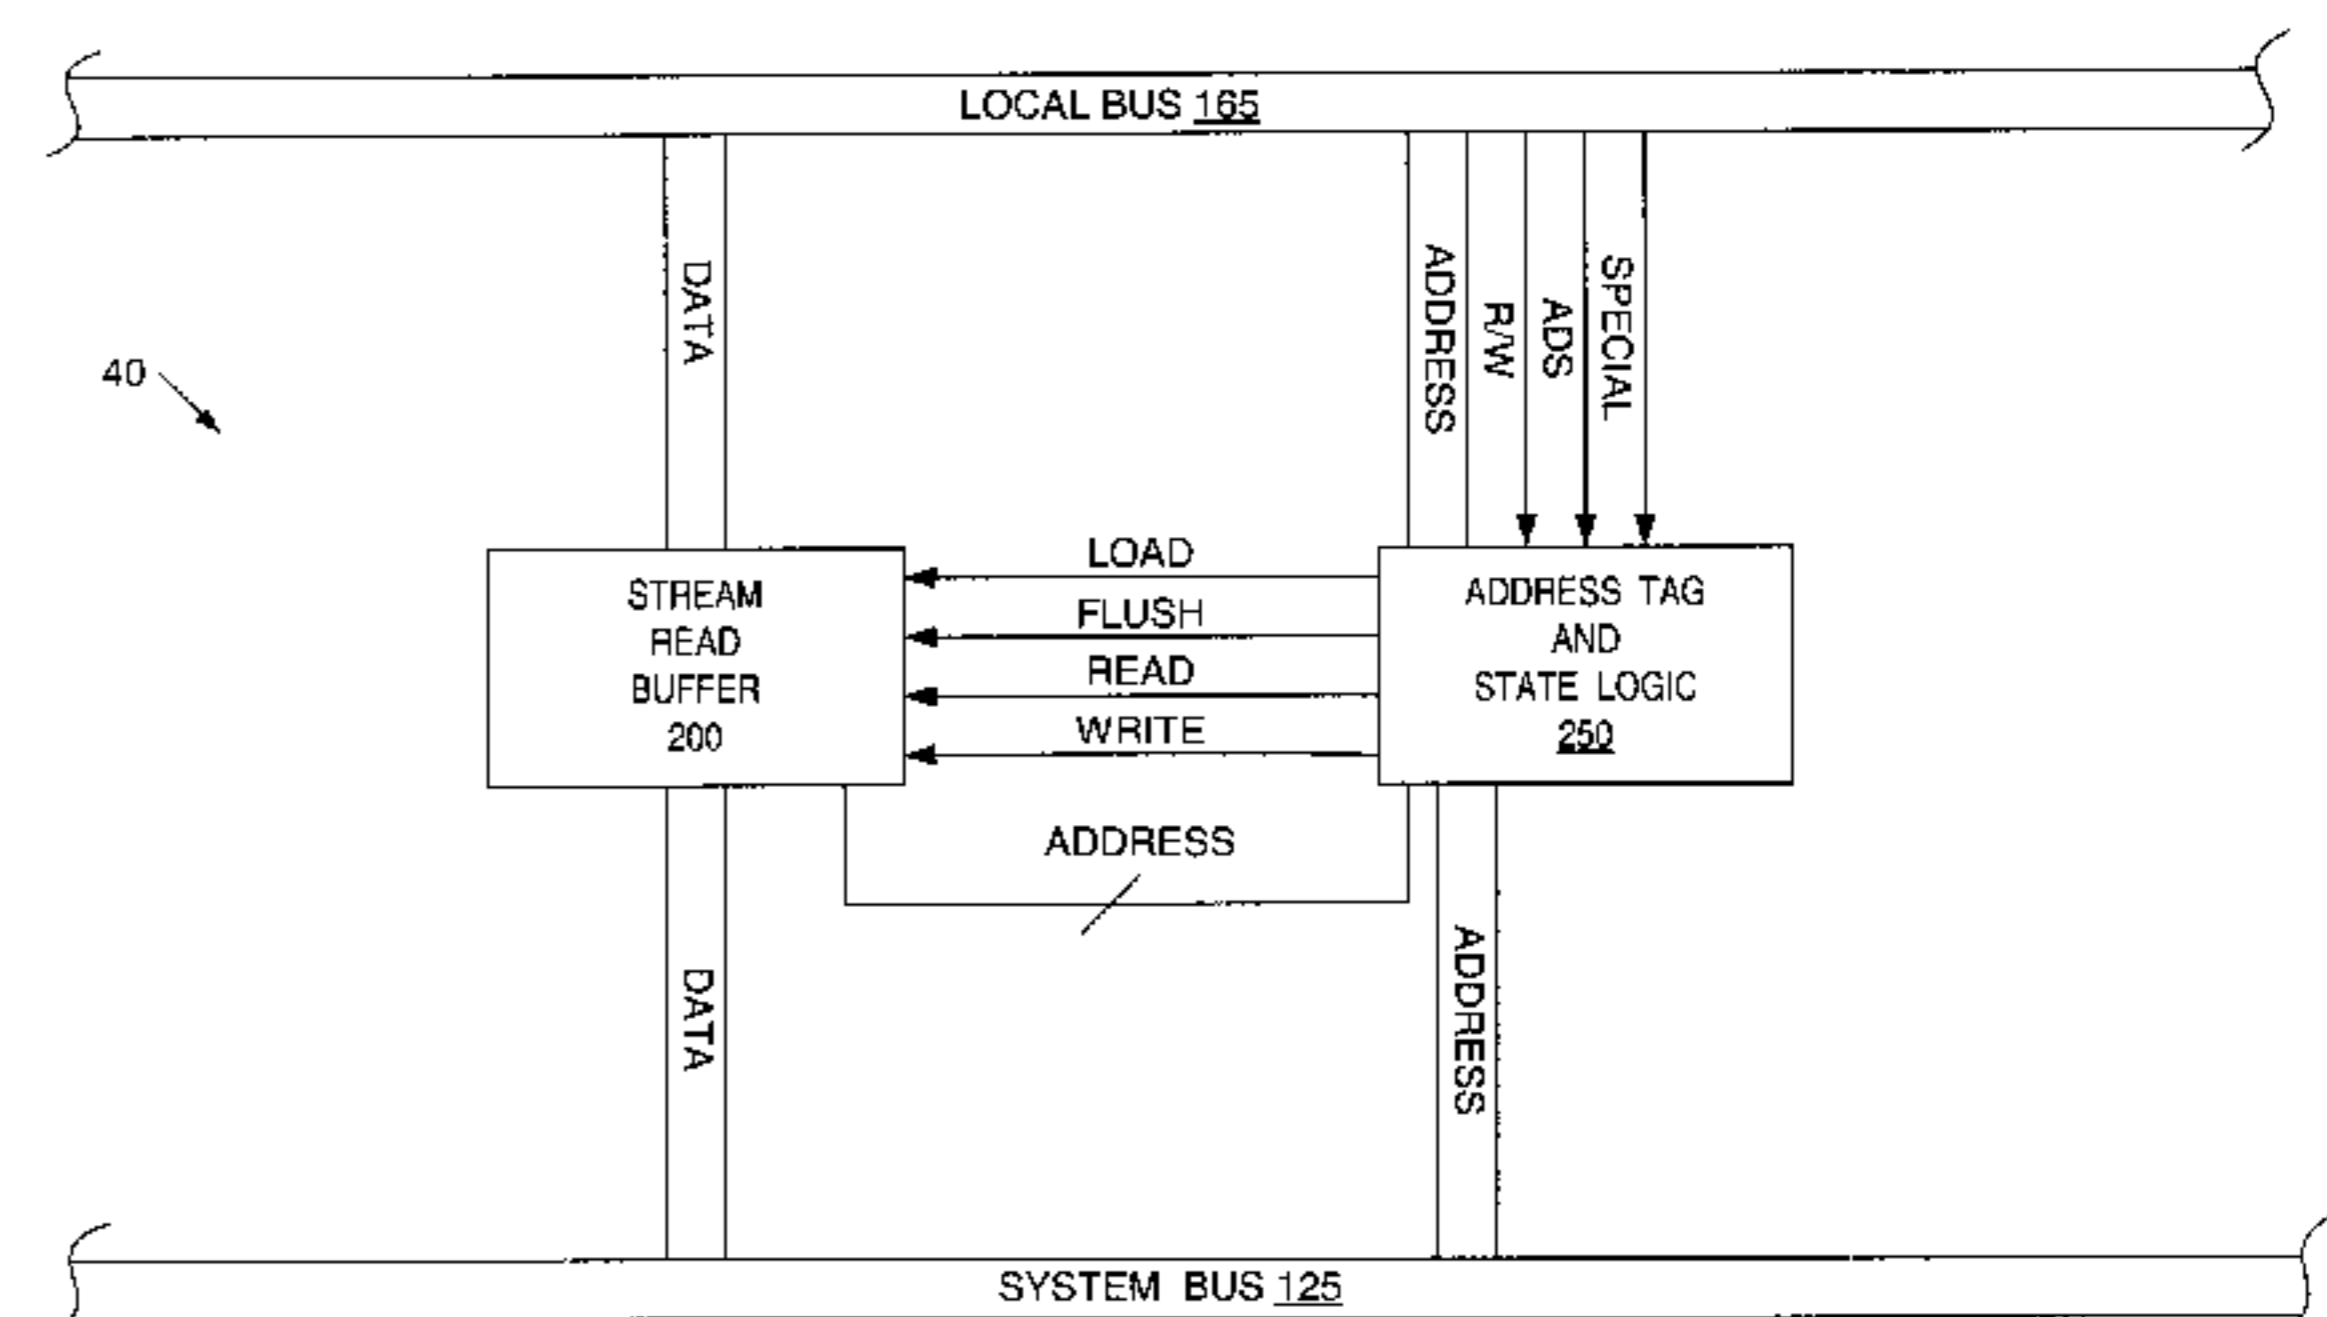 LOCAL BUS 165
DATA
ADDRESS
R/W
ADS
SPECIAL
40
LOAD
FLUSH
READ
WRITE
STREAM
READ
BUFFER
200
ADDRESS TAG
AND
STATE LOGIC
250
ADDRESS
DATA
ADDRESS
SYSTEM BUS 125